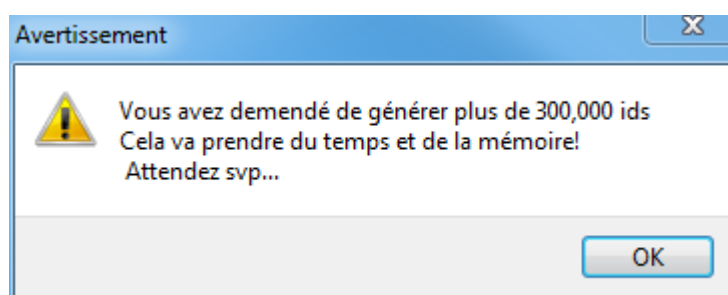 Avertissement
Vous avez demendé de générer plus de 300,000 ids
Cela va prendre du temps et de la mémoire!
Attendez svp...
OK